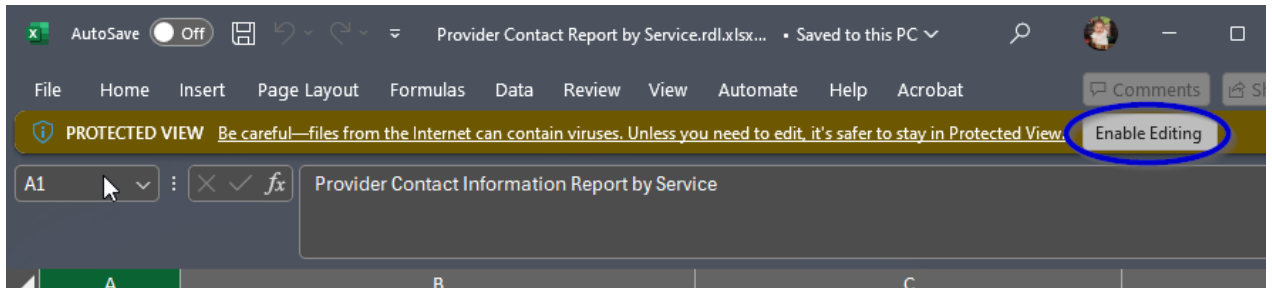 AutoSave Off Provider Contact Report by Service.rdl.xlsx... • Saved to this PC
File Home Insert Page Layout Formulas Data Review View Automate Help Acrobat Comments
PROTECTED VIEW Be careful—files from the Internet can contain viruses. Unless you need to edit, it's safer to stay in Protected View. Enable Editing
A1 fx Provider Contact Information Report by Service
A B C